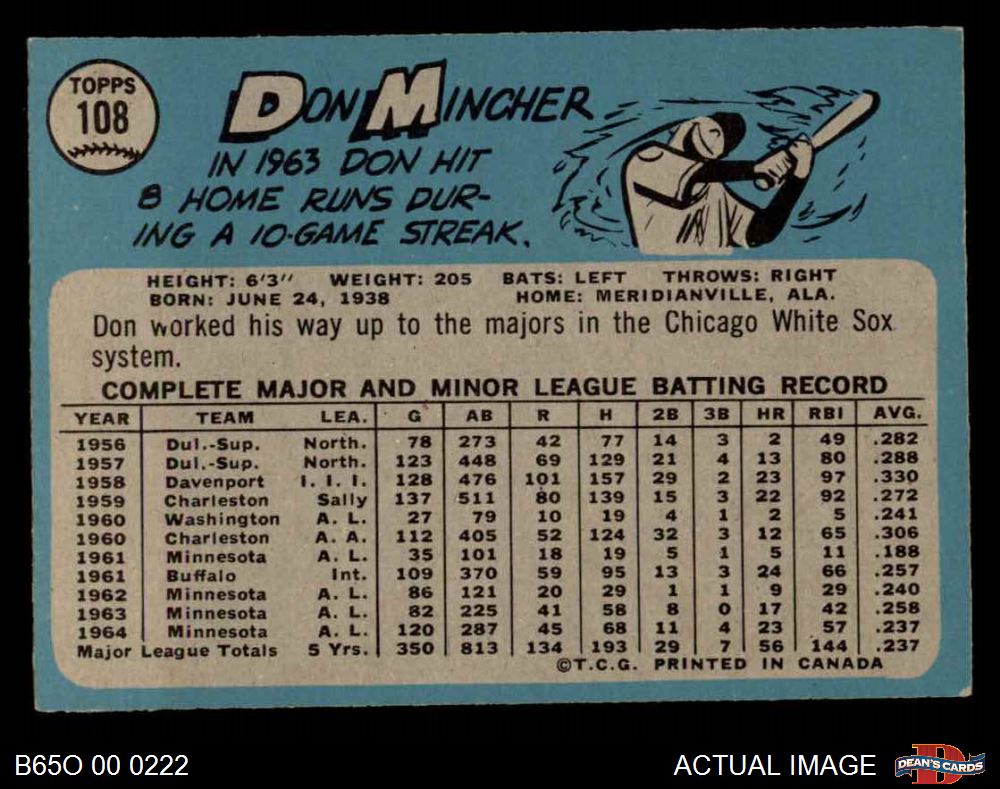 TOPPS
108
DON MINCHER
IN 1963 DON HIT
8 HOME RUNS DUR-
ING A 10-GAME STREAK.
HEIGHT: 6'3" WEIGHT: 205 BATS: LEFT THROWS: RIGHT
BORN: JUNE 24, 1938 HOME: MERIDIANVILLE, ALA.
Don worked his way up to the majors in the Chicago White Sox
system.
COMPLETE MAJOR AND MINOR LEAGUE BATTING RECORD
YEAR TEAM LEA. G AB R H 2B 3B HR RBI AVG.
1956 Dul.-Sup. North. 78 273 42 77 14 3 2 49 .282
1957 Dul.-Sup. North. 123 448 69 129 21 4 13 80 .288
1958 Davenport I. I. I. 128 476 101 157 29 2 23 97 .330
1959 Charleston Sally 137 511 80 139 15 3 22 92 .272
1960 Washington A. L. 27 79 10 19 4 1 2 5 .241
1960 Charleston A. A. 112 405 52 124 32 3 12 65 .306
1961 Minnesota A. L. 35 101 18 19 5 1 5 11 .188
1961 Buffalo Int. 109 370 59 95 13 3 24 66 .257
1962 Minnesota A. L. 86 121 20 29 1 1 9 29 .240
1963 Minnesota A. L. 82 225 41 58 8 0 17 42 .258
1964 Minnesota A. L. 120 287 45 68 11 4 23 57 .237
Major League Totals 5 Yrs. 350 813 134 193 29 7 56 144 .237
©T.C.G. PRINTED IN CANADA
B65O 00 0222
ACTUAL IMAGE
DEAN'S CARDS